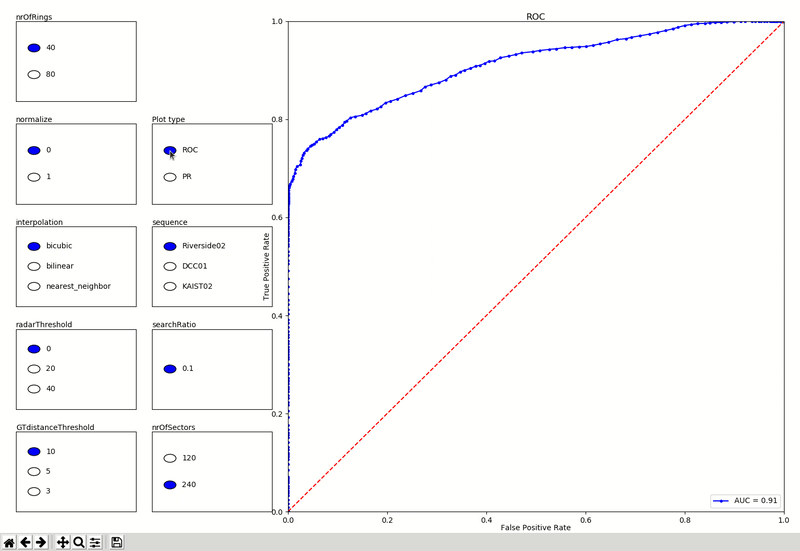 nrOfRings
40
80
normalize
0
1
Plot type
ROC
PR
interpolation
bicubic
bilinear
nearest_neighbor
sequence
Riverside02
DCC01
KAIST02
radarThreshold
0
20
40
searchRatio
0.1
GTdistanceThreshold
10
5
3
nrOfSectors
120
240
ROC
True Positive Rate
1.0
0.8
0.6
0.4
0.2
0.0
0.0 0.2 0.4 0.6 0.8 1.0
False Positive Rate
AUC = 0.91